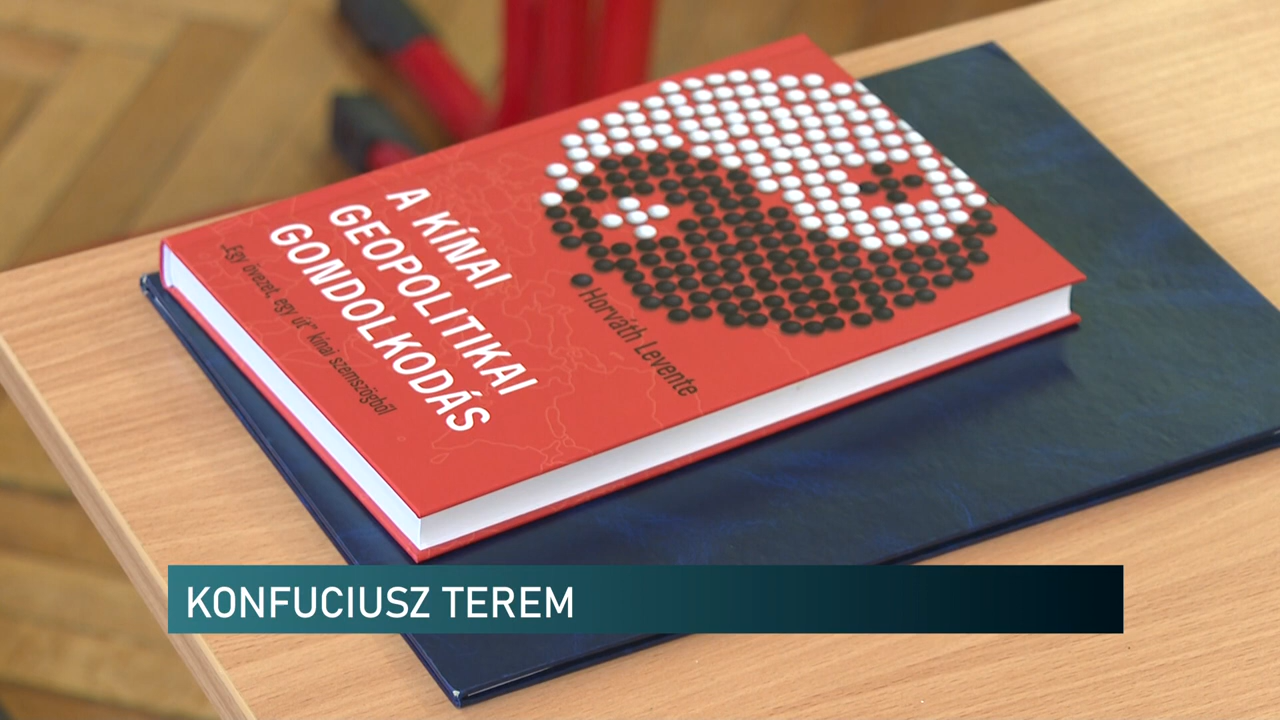 A KÍNAI
GEOPOLITIKAI
GONDOLKODÁS
„Egy övezet, egy út” kínai szemszögből
Horváth Levente
KONFUCIUSZ TEREM